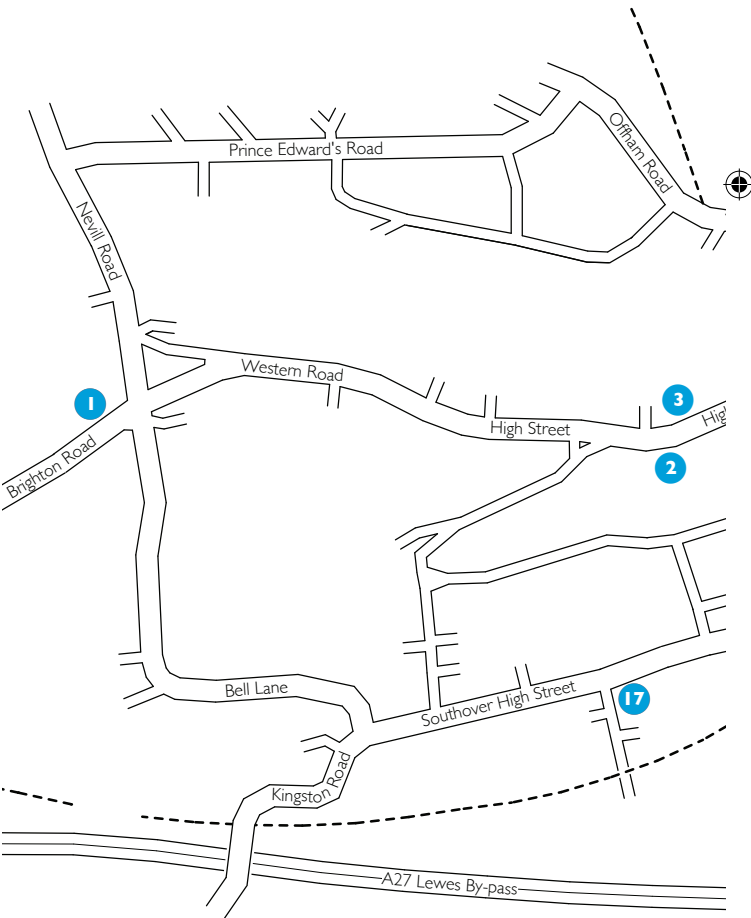 Offham Road
Prince Edward's Road
Nevill Road
Western Road
1
3
High Street
Hig
2
Brighton Road
Bell Lane
Southover High Street
17
Kingston Road
A27 Lewes By-pass